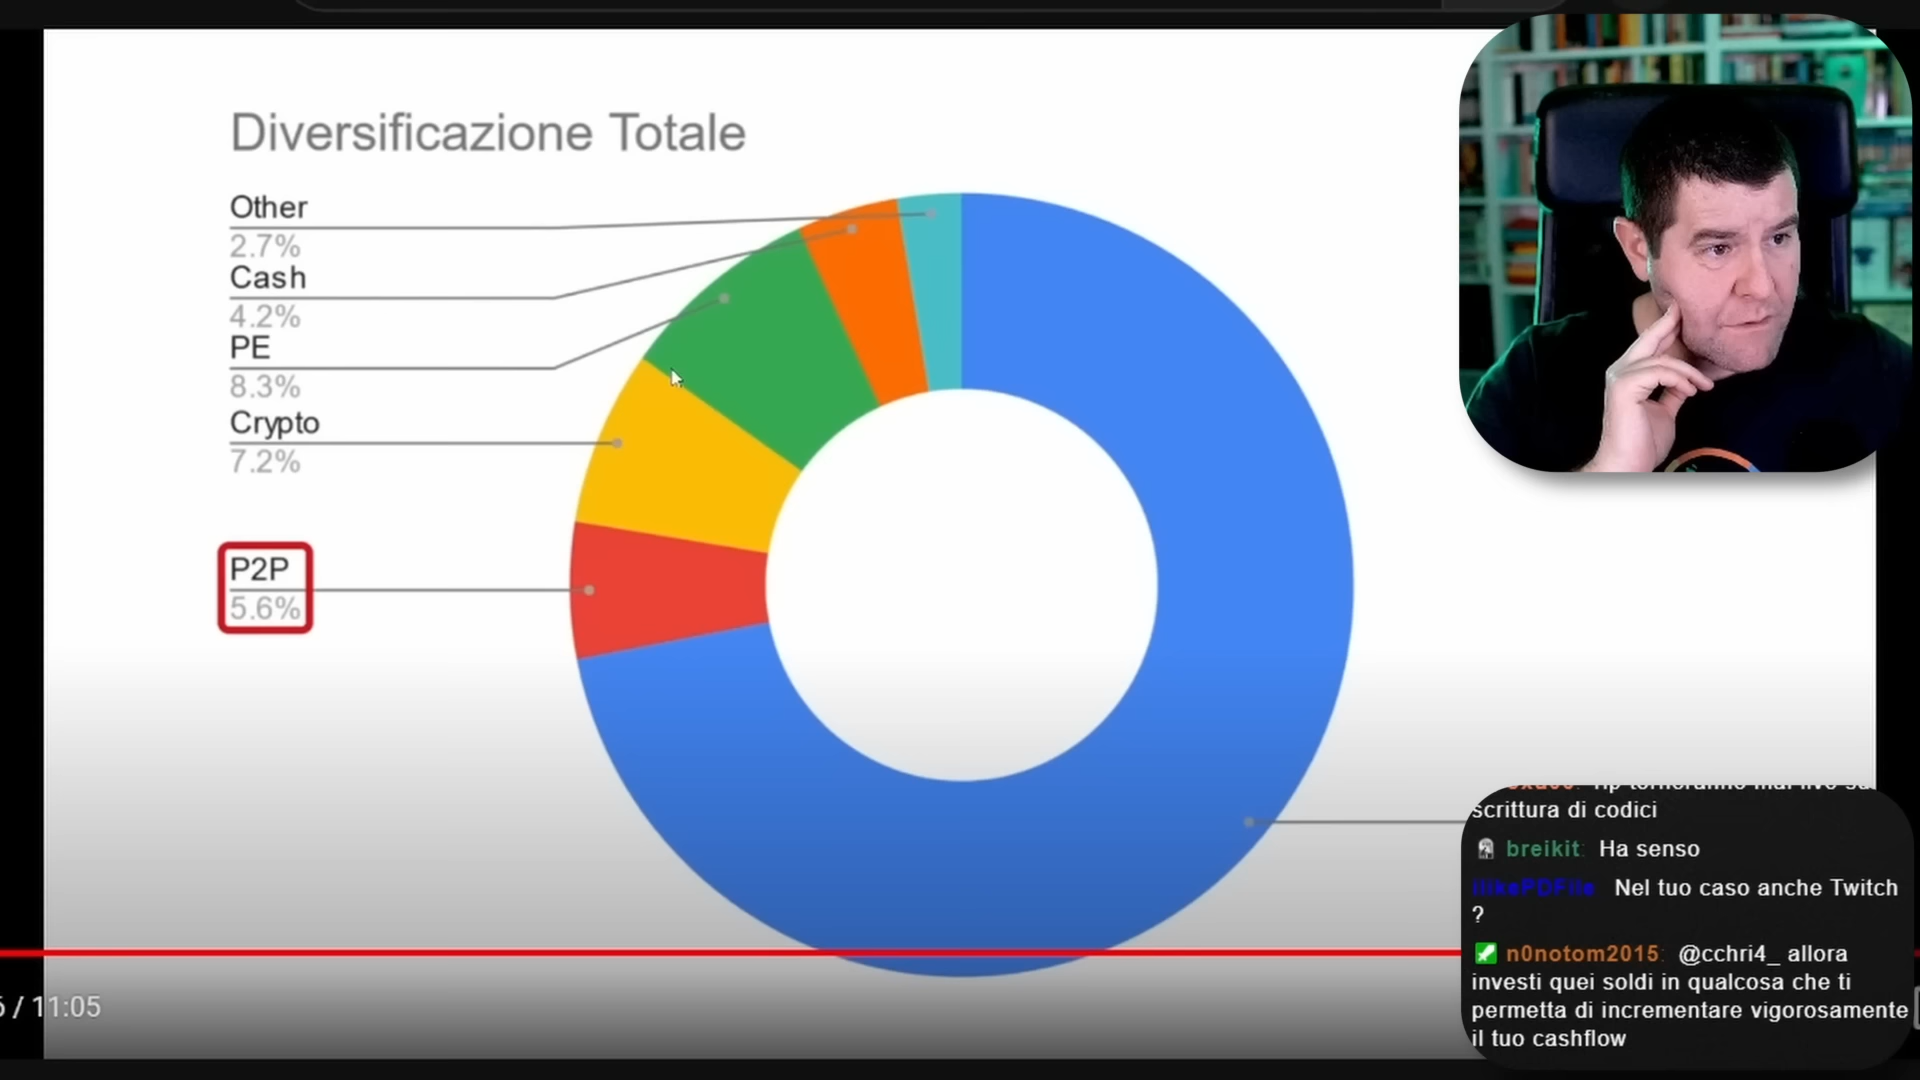 Diversificazione Totale
Other
2.7%
Cash
4.2%
PE
8.3%
Crypto
7.2%
P2P
5.6%
/ 11:05
scrittura di codici
breikit: Ha senso
IlikePDFile Nel tuo caso anche Twitch
?
n0notom2015: @cchri4_ allora
investi quei soldi in qualcosa che ti
permetta di incrementare vigorosamente
il tuo cashflow